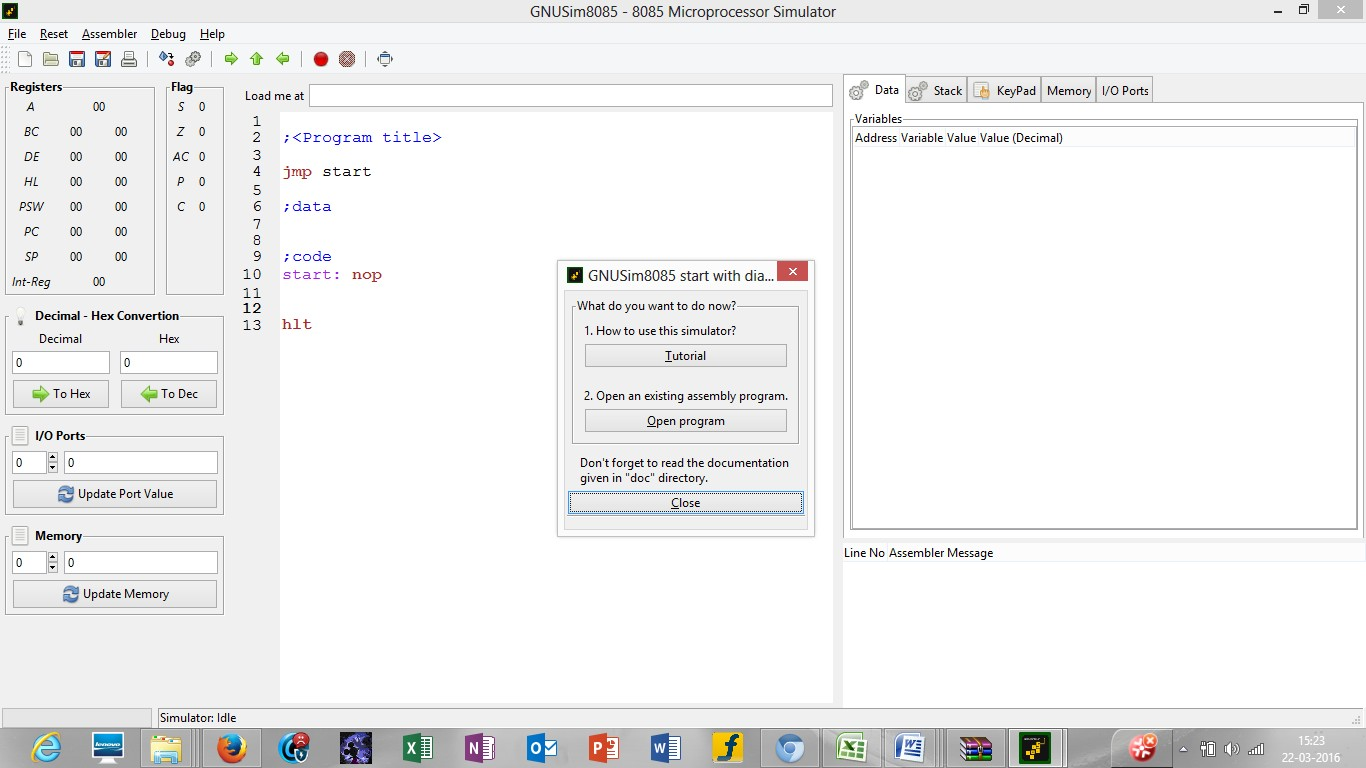 GNUSim8085 - 8085 Microprocessor Simulator
File Reset Assembler Debug Help
Registers
A 00
BC 00 00
DE 00 00
HL 00 00
PSW 00 00
PC 00 00
SP 00 00
Int-Reg 00
Flag
S 0
Z 0
AC 0
P 0
C 0
Decimal - Hex Convertion
Decimal Hex
0 0
To Hex To Dec
I/O Ports
0 0
Update Port Value
Memory
0 0
Update Memory
Load me at
1
2 ;<Program title>
3
4 jmp start
5
6 ;data
7
8
9 ;code
10 start: nop
11
12
13 hlt
GNUSim8085 start with dia...
What do you want to do now?
1. How to use this simulator?
Tutorial
2. Open an existing assembly program.
Open program
Don't forget to read the documentation
given in "doc" directory.
Close
Data Stack KeyPad Memory I/O Ports
Variables
Address Variable Value Value (Decimal)
Line No Assembler Message
Simulator: Idle
lenovo
15:23
22-03-2016